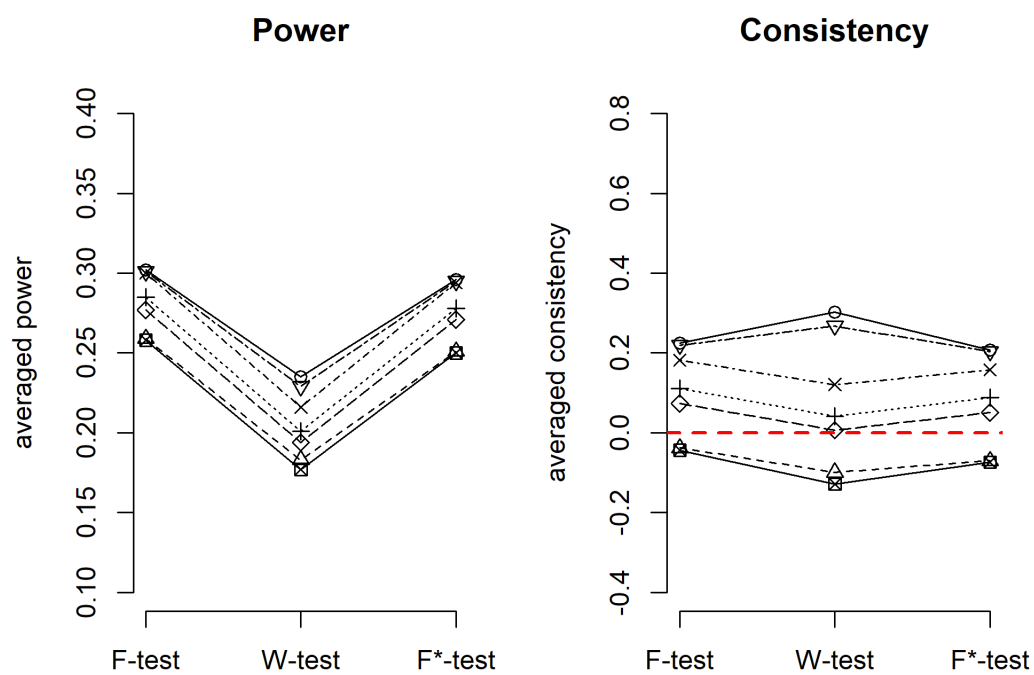 Power
averaged power
0.40
0.35
0.30
0.25
0.20
0.15
0.10
F-test
W-test
F*-test
Consistency
averaged consistency
0.8
0.6
0.4
0.2
0.0
-0.2
-0.4
F-test
W-test
F*-test